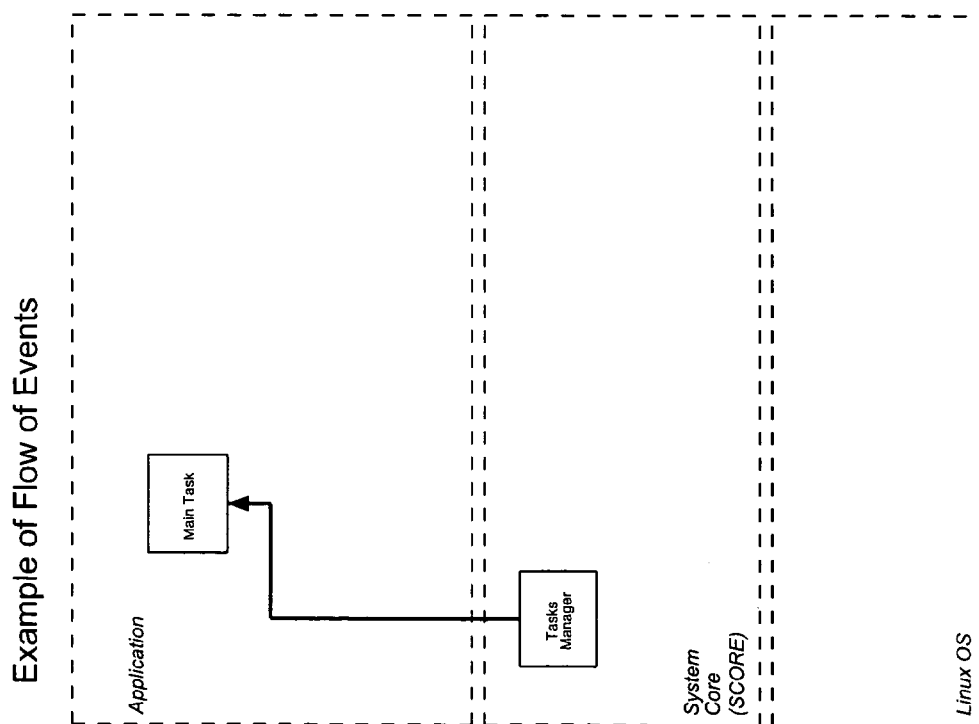 Example of Flow of Events
Application
Main Task
Tasks
Manager
System
Core
(SCORE)
Linux OS